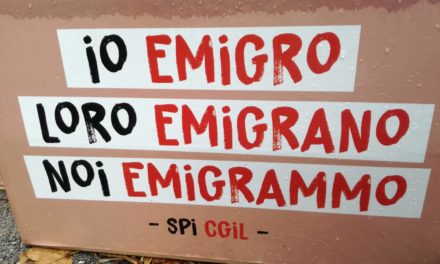 iO EMiGRO
LORO EMiGRANO
NOi EMiGRAMMO
- SPi CGiL -